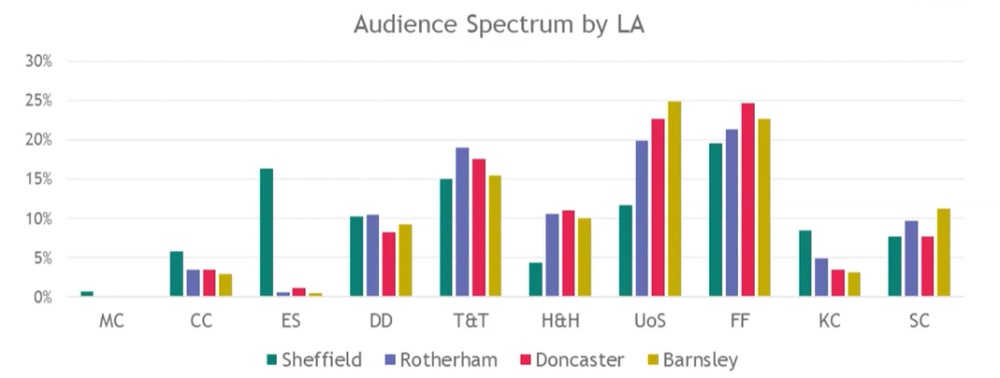 Audience Spectrum by LA
30%
25%
20%
15%
10%
5%
0%
MC CC ES DD T&T H&H UoS FF KC SC
Sheffield Rotherham Doncaster Barnsley